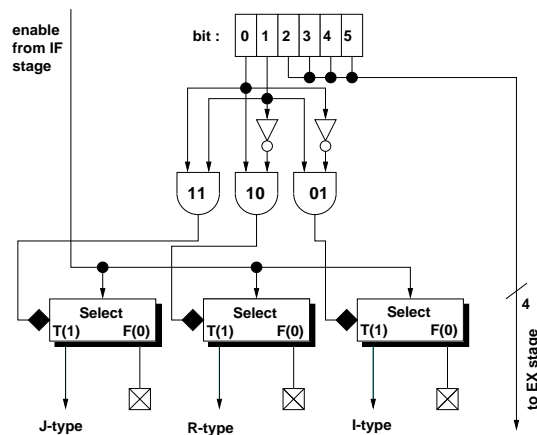 enable
from IF
stage
bit : 0 1 2 3 4 5
11 10 01
Select Select Select
T(1) F(0) T(1) F(0) T(1) F(0)
4
to EX stage
J-type R-type I-type